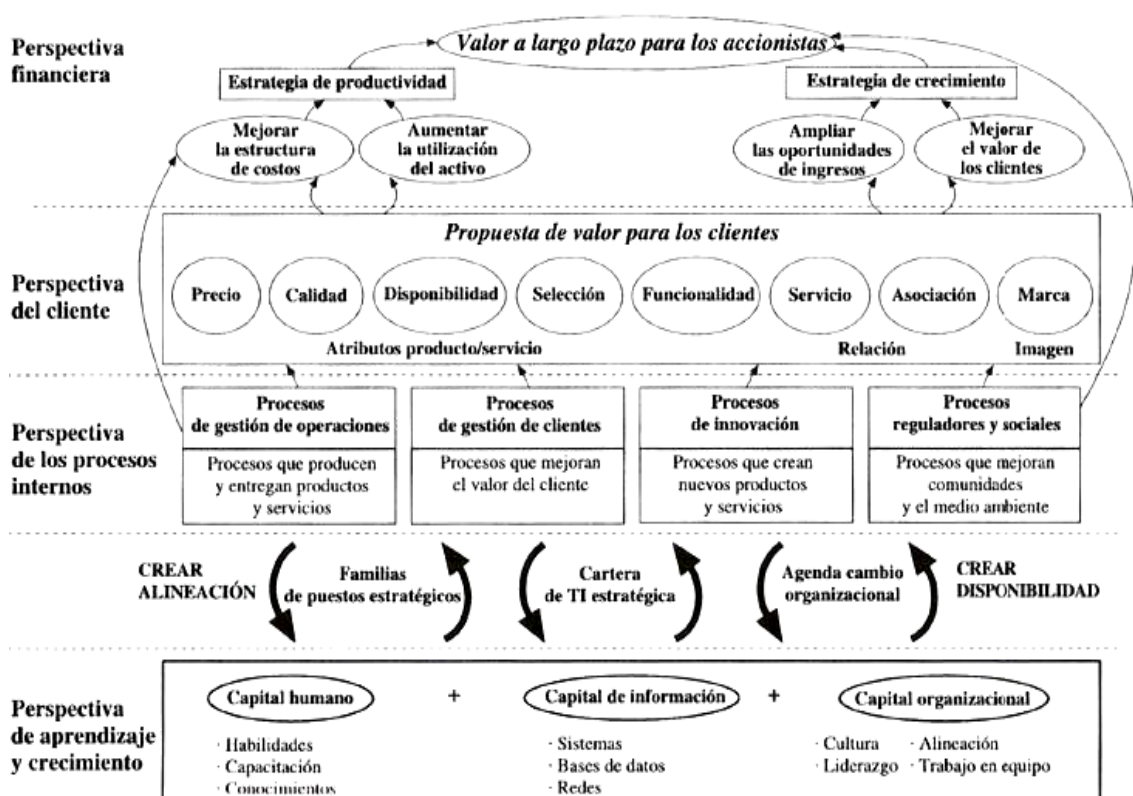 Perspectiva
financiera
Valor a largo plazo para los accionistas
Estrategia de productividad
Estrategia de crecimiento
Mejorar
la estructura
de costos
Aumentar
la utilización
del activo
Ampliar
las oportunidades
de ingresos
Mejorar
el valor de
los clientes
Perspectiva
del cliente
Propuesta de valor para los clientes
Precio
Calidad
Disponibilidad
Selección
Funcionalidad
Servicio
Asociación
Marca
Atributos producto/servicio
Relación
Imagen
Perspectiva
de los procesos
internos
Procesos
de gestión de operaciones
Procesos que producen
y entregan productos
y servicios
Procesos
de gestión de clientes
Procesos que mejoran
el valor del cliente
Procesos
de innovación
Procesos que crean
nuevos productos
y servicios
Procesos
reguladores y sociales
Procesos que mejoran
comunidades
y el medio ambiente
CREAR
ALINEACIÓN
Familias
de puestos estratégicos
Cartera
de TI estratégica
Agenda cambio
organizacional
CREAR
DISPONIBILIDAD
Perspectiva
de aprendizaje
y crecimiento
Capital humano
+
Capital de información
+
Capital organizacional
· Habilidades
· Capacitación
· Conocimientos
· Sistemas
· Bases de datos
· Redes
· Cultura
· Liderazgo
· Alineación
· Trabajo en equipo